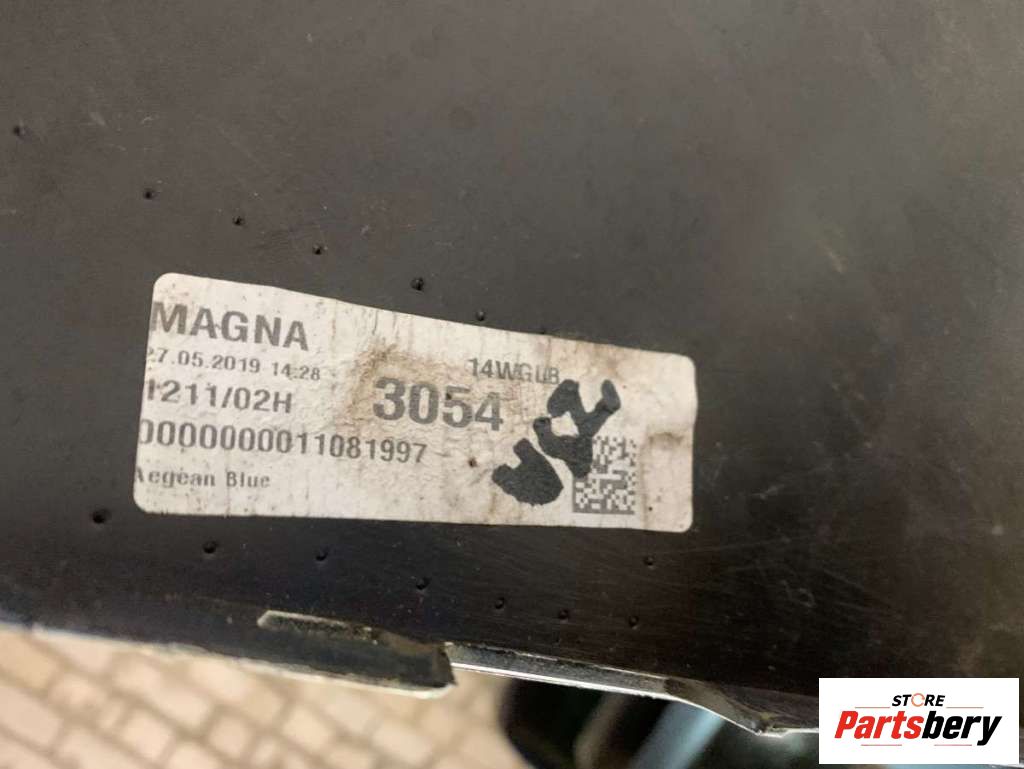 MAGNA
27.05.2019 14:28
14WGUB
1211/02H
3054
0000000011081997
Aegean Blue
STORE
Partsbery